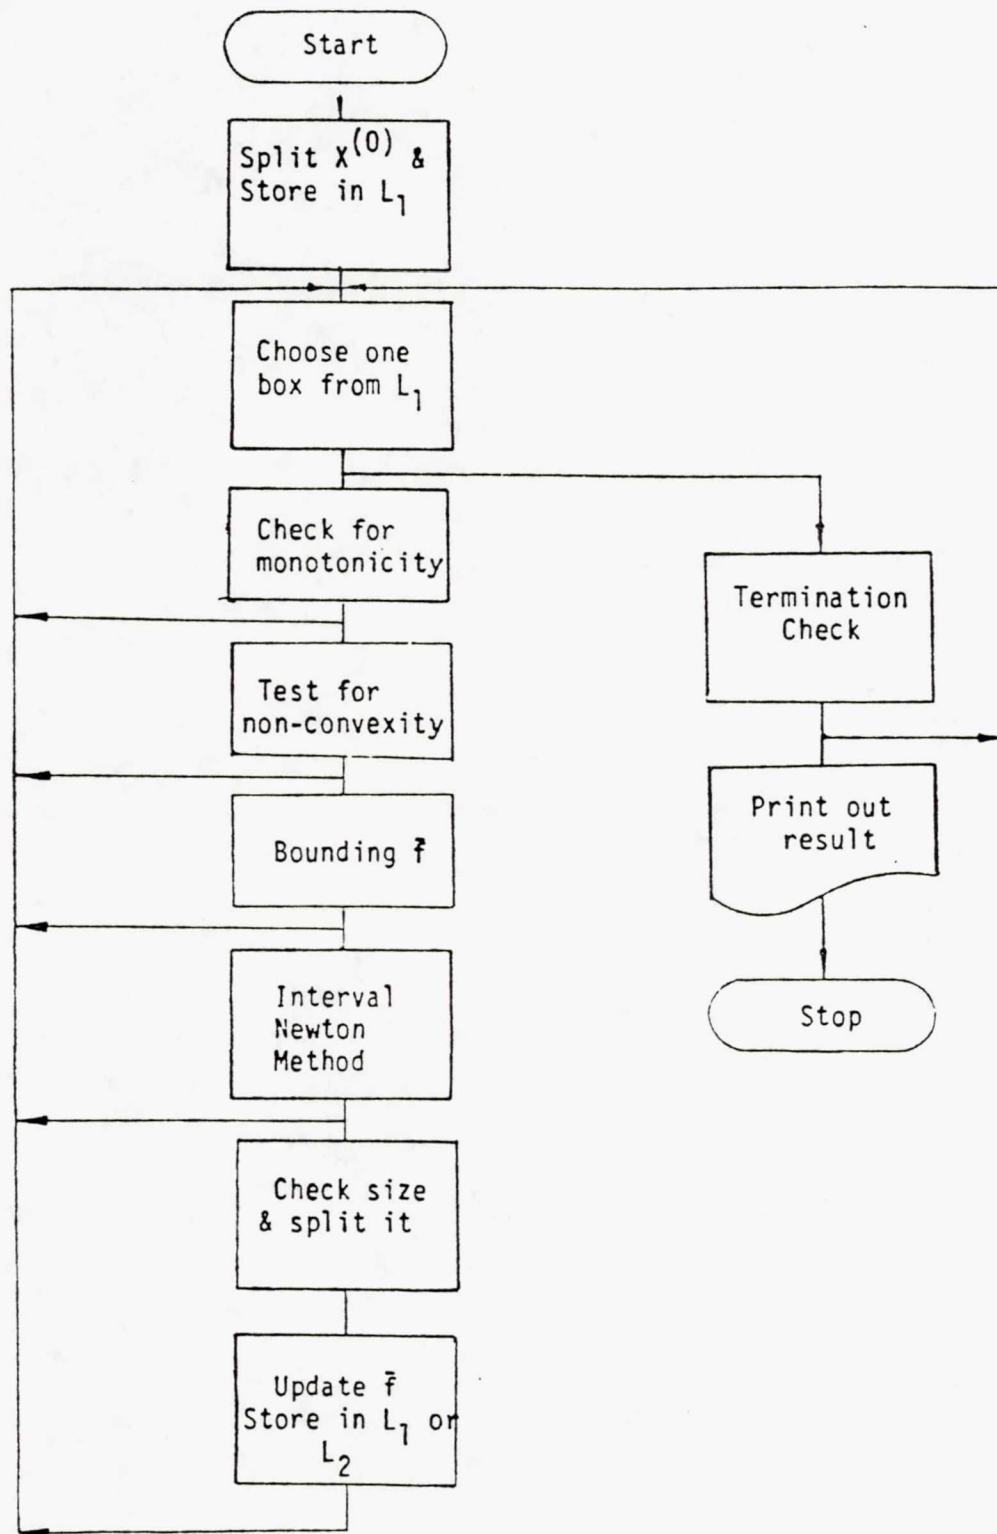 Start
Split X^(0) &
Store in L_1
Choose one
box from L_1
Check for
monotonicity
Test for
non-convexity
Bounding f̄
Interval
Newton
Method
Check size
& split it
Update f̄
Store in L_1 or
L_2
Termination
Check
Print out
result
Stop